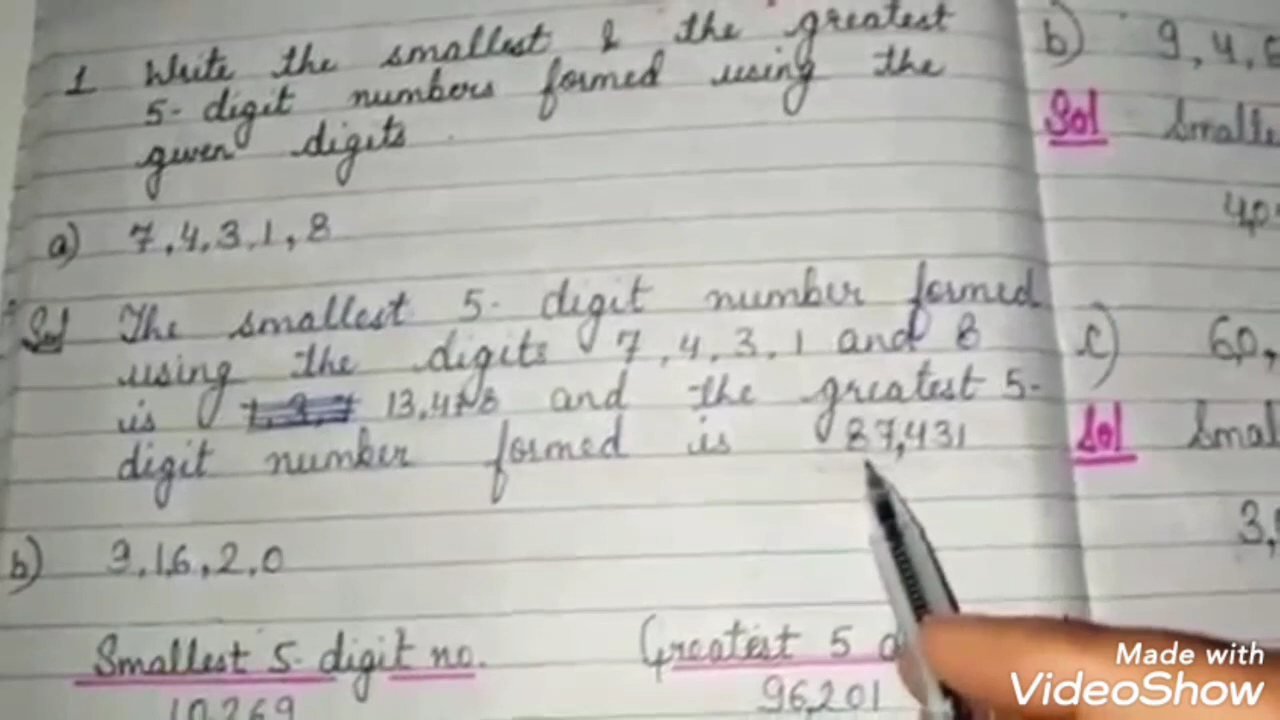 1 Write the smallest & the greatest
5- digit numbers formed using the
given digits.
a) 7,4,3,1,8
Sol The smallest 5- digit number formed
using the digits 7,4,3,1 and 8
is 13,478 and the greatest 5-
digit number formed is 87,431
b) 9,1,6,2,0
Smallest 5-digit no. Greatest 5 d
10,269 96,201
b) 9,4,
Sol Smalle
40
c) 60,
Sol Smal
3,
Made with
VideoShow